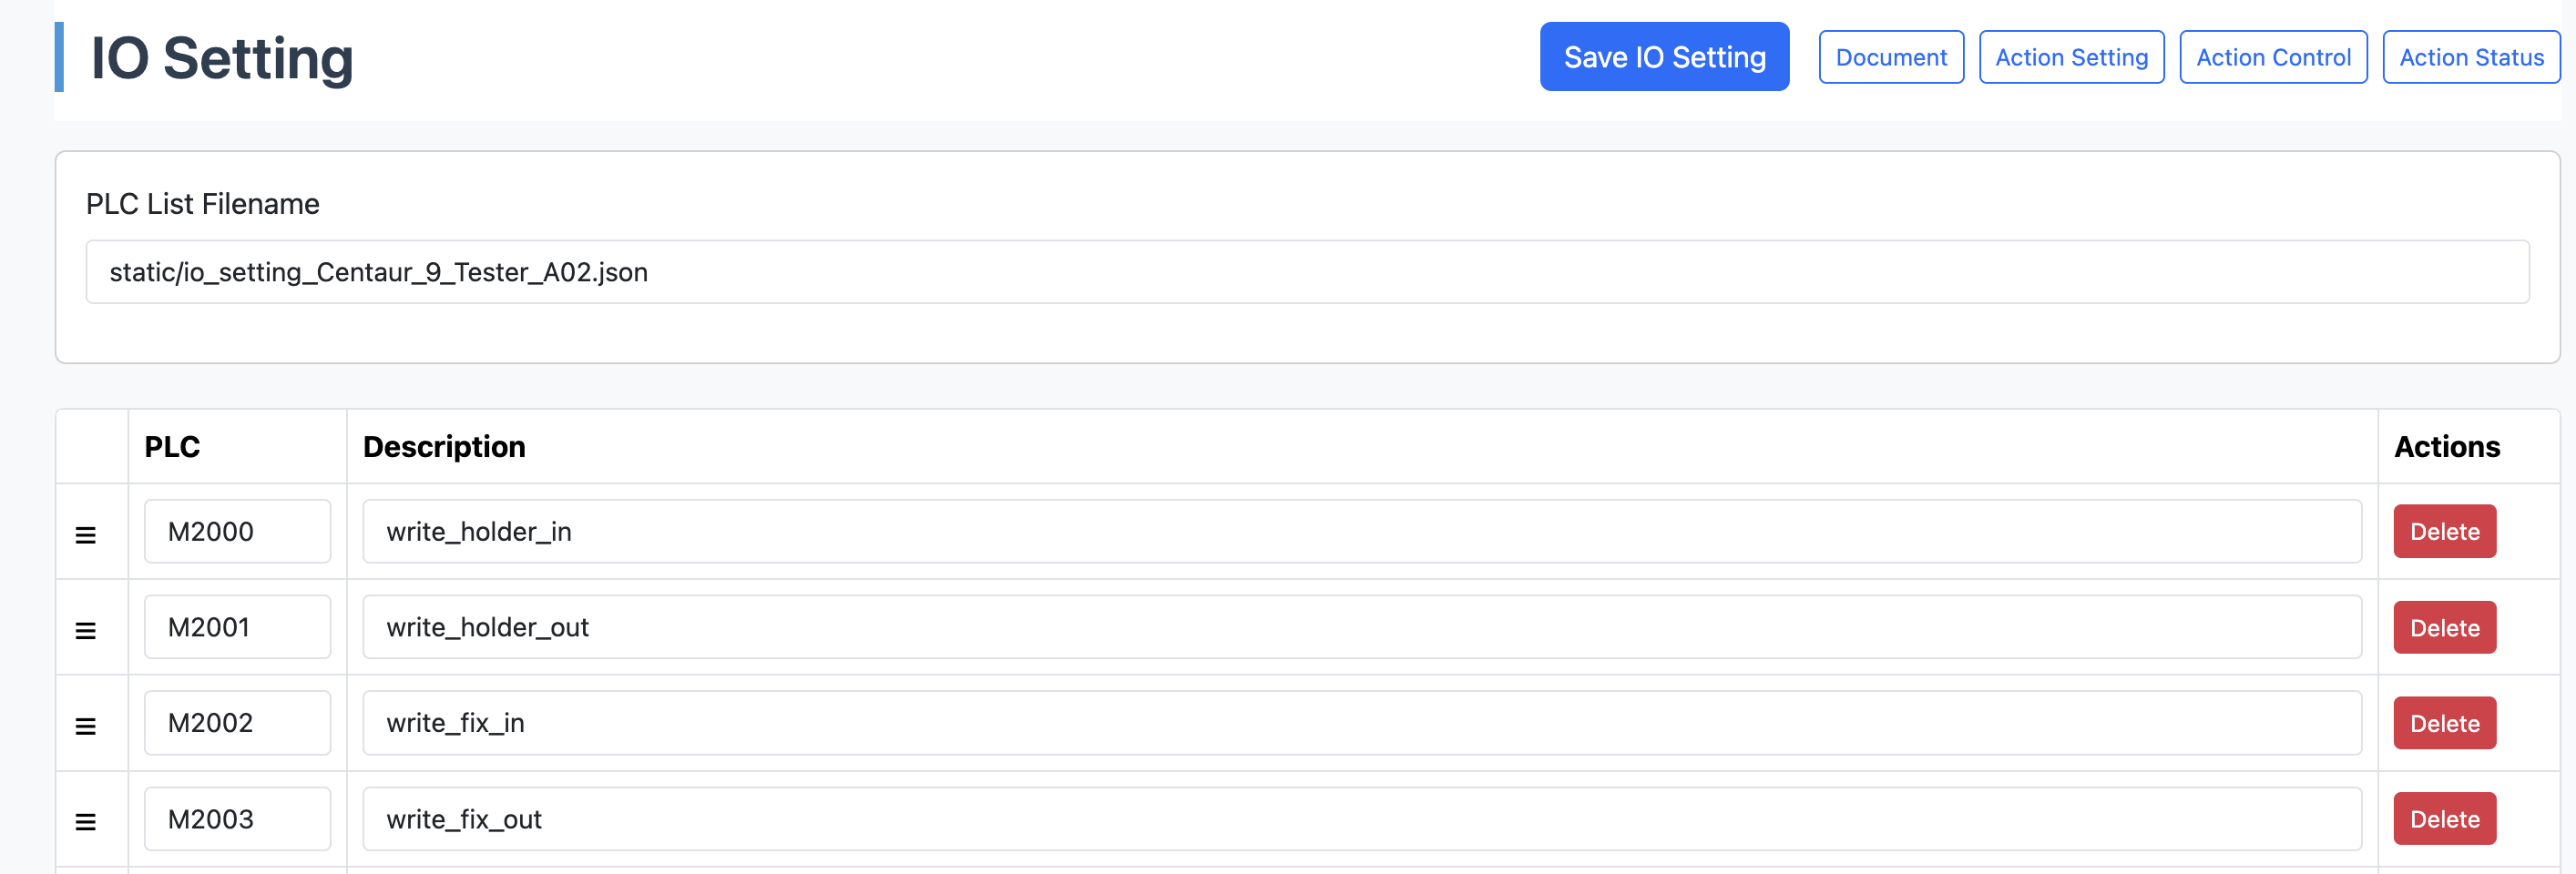 IO Setting
Save IO Setting
Document
Action Setting
Action Control
Action Status
PLC List Filename
static/io_setting_Centaur_9_Tester_A02.json
PLC Description Actions
M2000 write_holder_in Delete
M2001 write_holder_out Delete
M2002 write_fix_in Delete
M2003 write_fix_out Delete